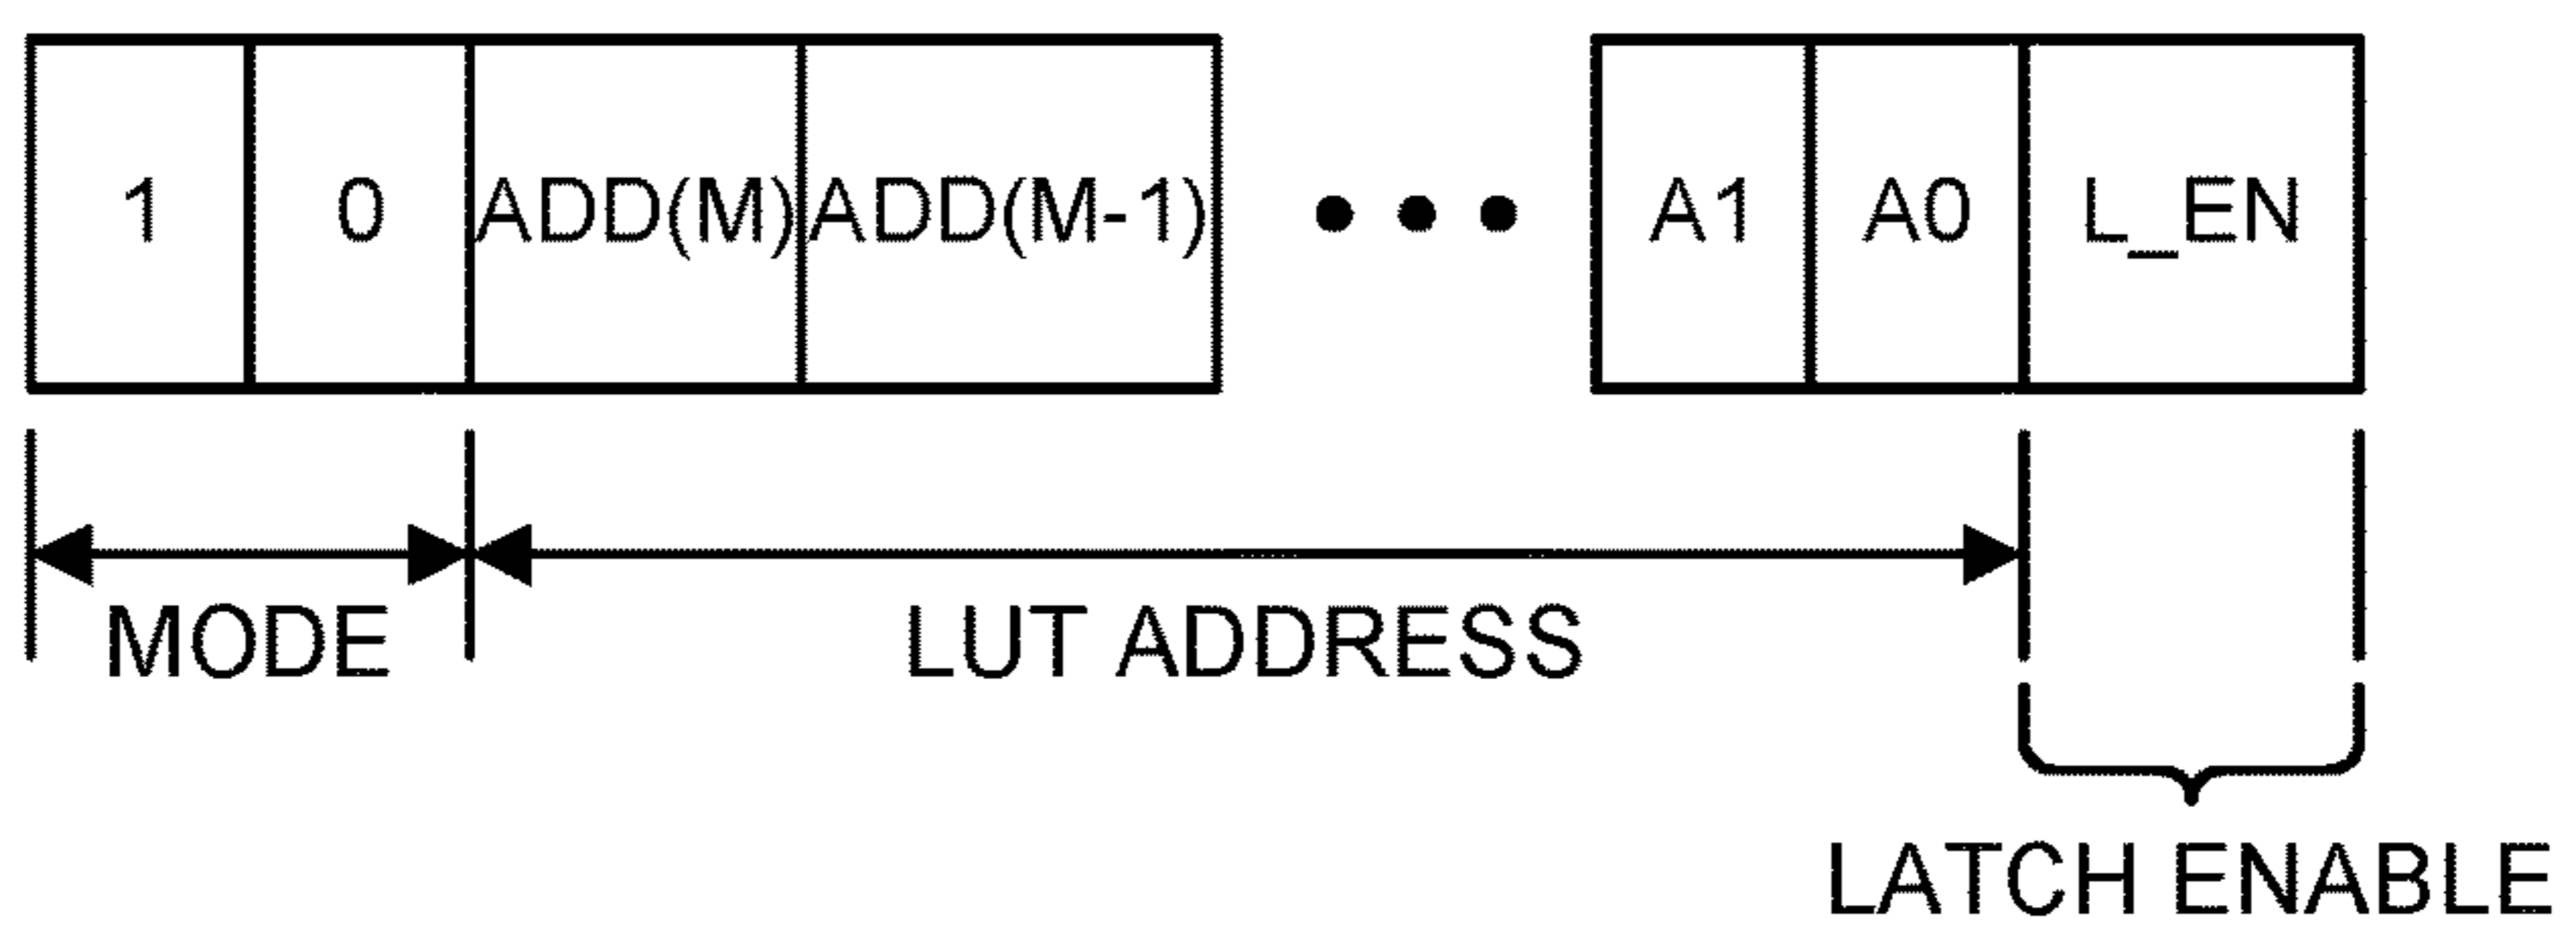 1 0 ADD(M) ADD(M-1) ••• A1 A0 L_EN
MODE LUT ADDRESS
LATCH ENABLE